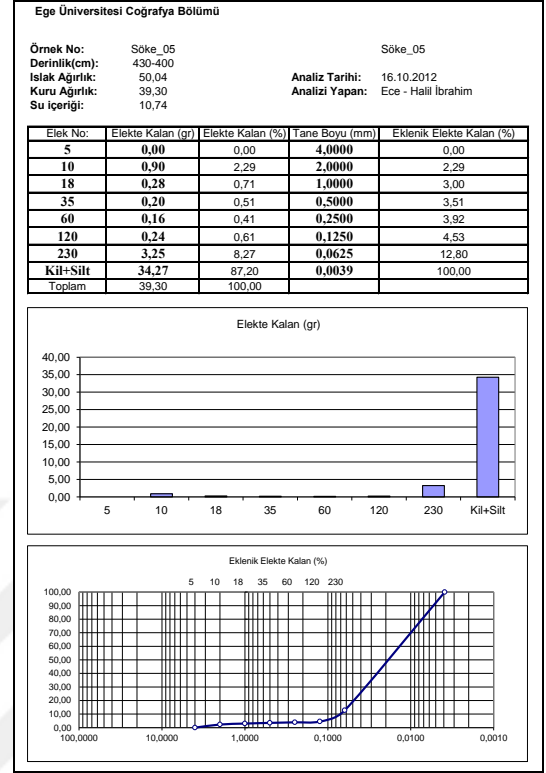 Ege Üniversitesi Coğrafya Bölümü
Örnek No: Söke_05 Söke_05
Derinlik(cm): 430-400
Islak Ağırlık: 50,04 Analiz Tarihi: 16.10.2012
Kuru Ağırlık: 39,30 Analizi Yapan: Ece - Halil İbrahim
Su içeriği: 10,74
Elek No: Elekte Kalan (gr) Elekte Kalan (%) Tane Boyu (mm) Eklenik Elekte Kalan (%)
5 0,00 0,00 4,0000 0,00
10 0,90 2,29 2,0000 2,29
18 0,28 0,71 1,0000 3,00
35 0,20 0,51 0,5000 3,51
60 0,16 0,41 0,2500 3,92
120 0,24 0,61 0,1250 4,53
230 3,25 8,27 0,0625 12,80
Kil+Silt 34,27 87,20 0,0039 100,00
Toplam 39,30 100,00
Elekte Kalan (gr)
40,00
35,00
30,00
25,00
20,00
15,00
10,00
5,00
0,00
5 10 18 35 60 120 230 Kil+Silt
Eklenik Elekte Kalan (%)
5 10 18 35 60 120 230
100,00
90,00
80,00
70,00
60,00
50,00
40,00
30,00
20,00
10,00
0,00
100,0000 10,0000 1,0000 0,1000 0,0100 0,0010